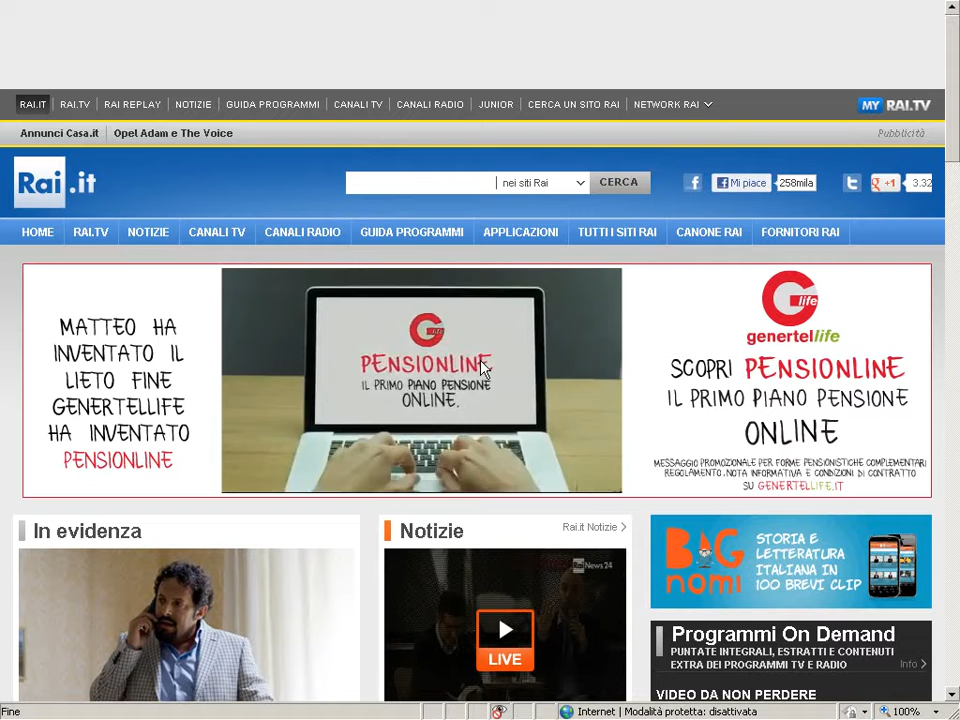 RAI.IT RAI.TV RAI REPLAY NOTIZIE GUIDA PROGRAMMI CANALI TV CANALI RADIO JUNIOR CERCA UN SITO RAI NETWORK RAI MY RAI.TV
Annunci Casa.it Opel Adam e The Voice Pubblicità
Rai.it nei siti Rai CERCA f Mi piace 258mila t g +1 3.32
HOME RAI.TV NOTIZIE CANALI TV CANALI RADIO GUIDA PROGRAMMI APPLICAZIONI TUTTI I SITI RAI CANONE RAI FORNITORI RAI
MATTEO HA
INVENTATO IL
LIETO FINE
GENERTELLIFE
HA INVENTATO
PENSIONLINE
G life
PENSIONLINE
IL PRIMO PIANO PENSIONE
ONLINE.
G life
genertellife
SCOPRI PENSIONLINE
IL PRIMO PIANO PENSIONE
ONLINE
MESSAGGIO PROMOZIONALE PER FORME PENSIONISTICHE COMPLEMENTARI
REGOLAMENTO, NOTA INFORMATIVA E CONDIZIONI DI CONTRATTO
SU GENERTELLIFE.IT
In evidenza
Notizie Rai.it Notizie
Rai News 24
LIVE
BIGnomi
STORIA E
LETTERATURA
ITALIANA IN
100 BREVI CLIP
Programmi On Demand
PUNTATE INTEGRALI, ESTRATTI E CONTENUTI
EXTRA DEI PROGRAMMI TV E RADIO Info
VIDEO DA NON PERDERE
Fine Internet | Modalità protetta: disattivata 100%